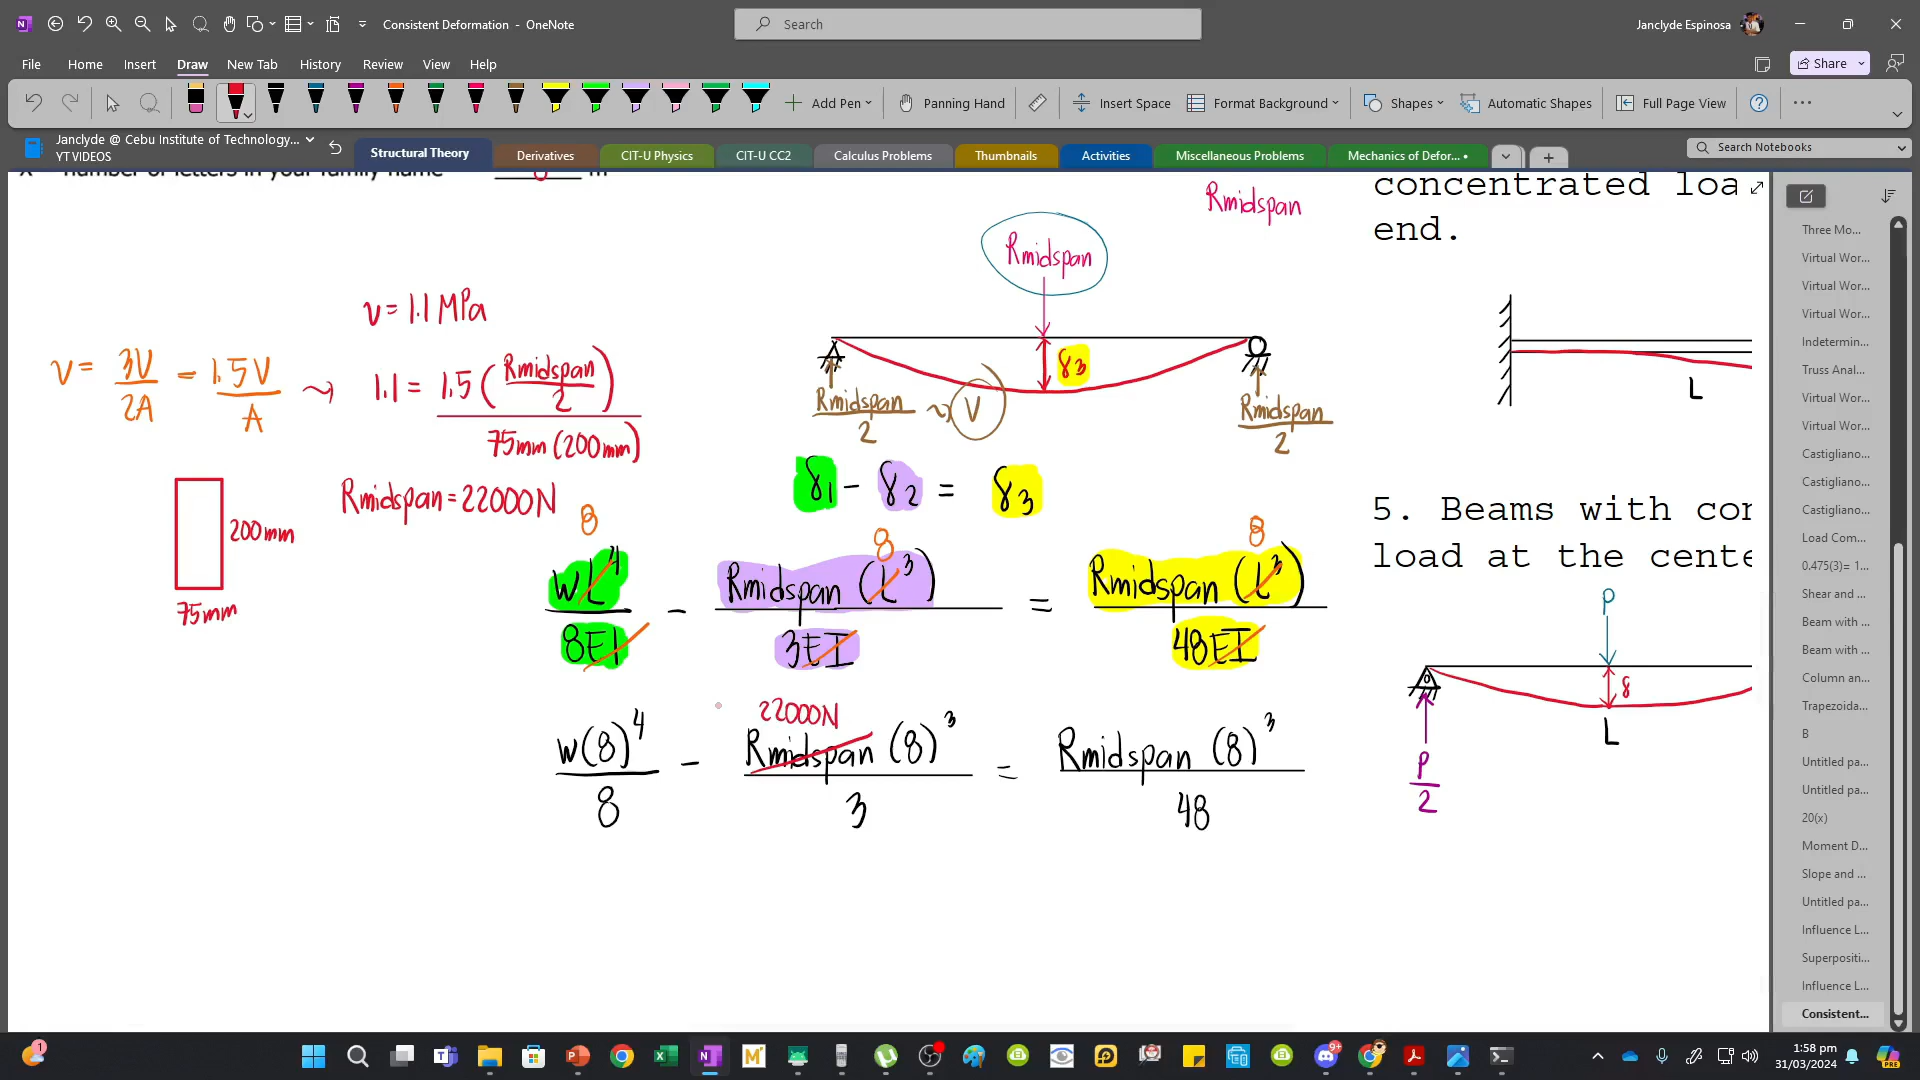 Consistent Deformation - OneNote
Search
Janclyde Espinosa
File Home Insert Draw New Tab History Review View Help
Share
Add Pen
Panning Hand
Insert Space
Format Background
Shapes
Automatic Shapes
Full Page View
Janclyde @ Cebu Institute of Technology...
YT VIDEOS
Structural Theory
Derivatives
CIT-U Physics
CIT-U CC2
Calculus Problems
Thumbnails
Activities
Miscellaneous Problems
Mechanics of Defor...
Search Notebooks
number of letters in your family name
m
Rmidspan
Rmidspan
v = 1.1 MPa
v = 3V/2A = 1.5V/A
1.1 = 1.5 (Rmidspan/2)
75mm (200mm)
Rmidspan = 22000N
200mm
75mm
δ3
Rmidspan/2 ~ V
Rmidspan/2
δ1 - δ2 = δ3
8 8 8
wL⁴/8EI - Rmidspan (L³)/3EI = Rmidspan (L³)/48EI
22000N
w(8)⁴/8 - Rmidspan (8)³/3 = Rmidspan (8)³/48
concentrated loa
end.
L
5. Beams with con
load at the cente
P
δ
L
P/2
Three Mo...
Virtual Wor...
Virtual Wor...
Virtual Wor...
Indetermin...
Truss Anal...
Virtual Wor...
Virtual Wor...
Castigliano...
Castigliano...
Castigliano...
Load Com...
0.475(3)= 1...
Shear and ...
Beam with ...
Beam with ...
Column an...
Trapezoida...
B
Untitled pa...
Untitled pa...
20(x)
Moment D...
Slope and ...
Untitled pa...
Influence L...
Superpositi...
Influence L...
Consistent...
1:58 pm
31/03/2024